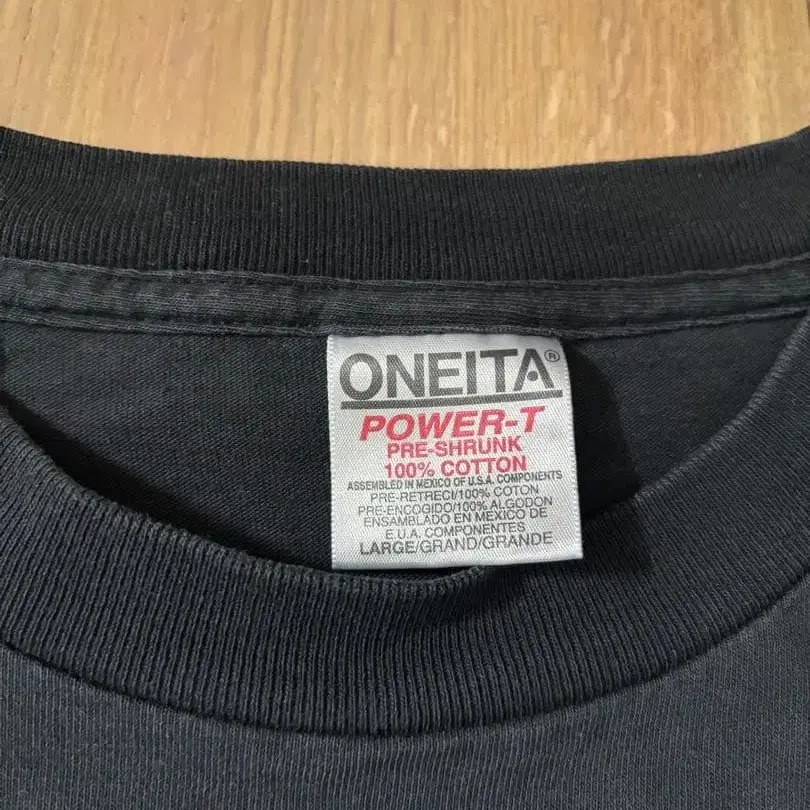 ONEITA®
POWER-T
PRE-SHRUNK
100% COTTON
ASSEMBLED IN MEXICO OF U.S.A. COMPONENTS
PRE-RETRECI/100% COTON
PRE-ENCOGIDO/100% ALGODON
ENSAMBLADO EN MEXICO DE
E.U.A. COMPONENTES
LARGE/GRAND/GRANDE